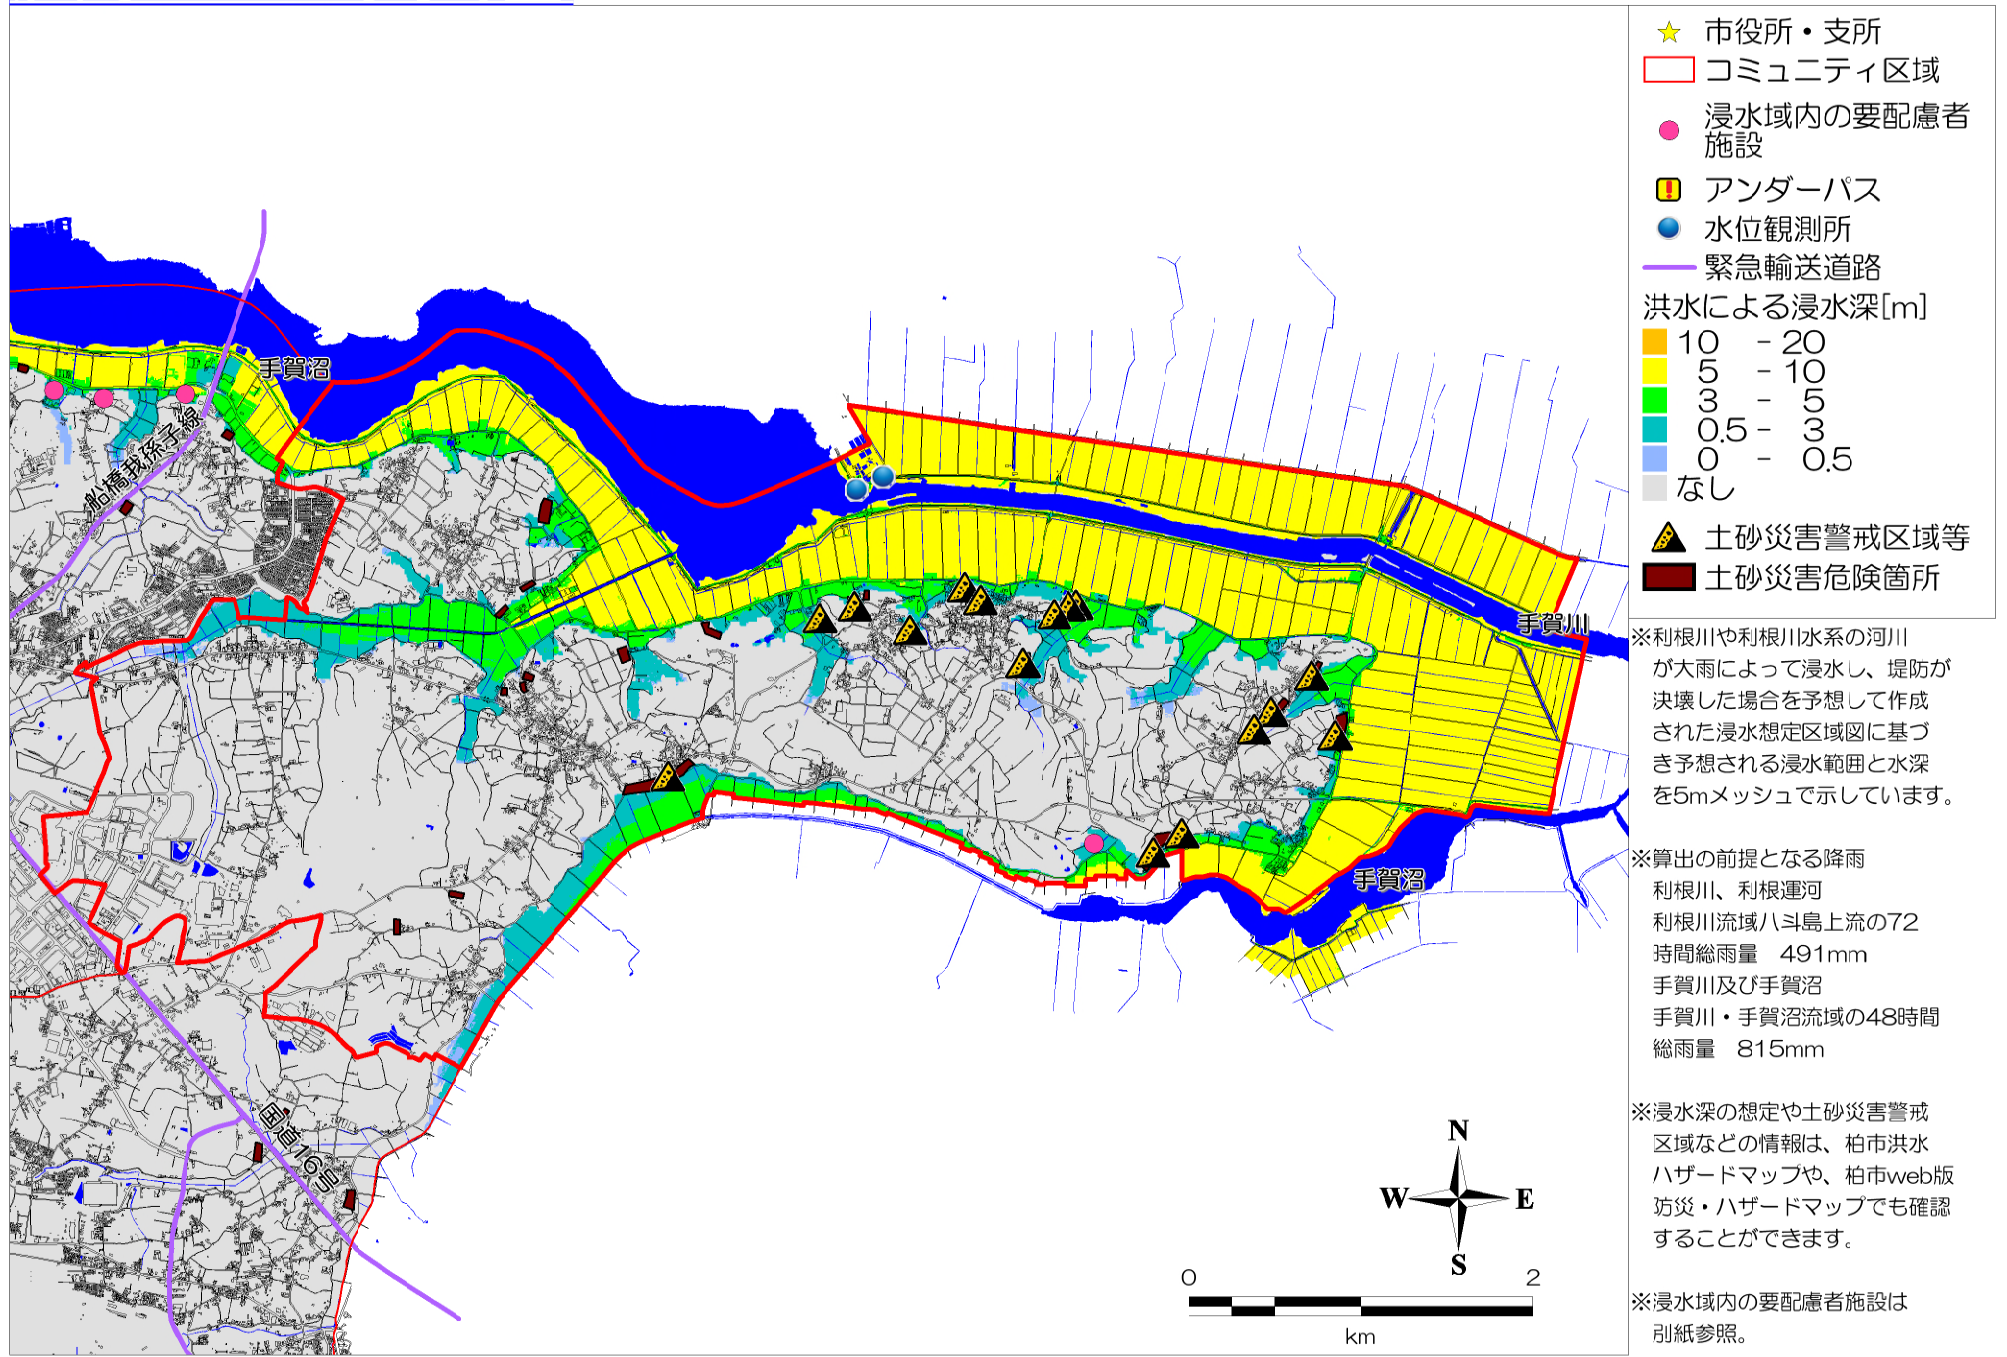 市役所・支所
コミュニティ区域
浸水域内の要配慮者
施設
アンダーパス
水位観測所
緊急輸送道路
洪水による浸水深[m]
10 - 20
5 - 10
3 - 5
0.5 - 3
0 - 0.5
なし
土砂災害警戒区域等
土砂災害危険箇所
※利根川や利根川水系の河川
が大雨によって浸水し、堤防が
決壊した場合を予想して作成
された浸水想定区域図に基づ
き予想される浸水範囲と水深
を5mメッシュで示しています。
※算出の前提となる降雨
利根川、利根運河
利根川流域八斗島上流の72
時間総雨量 491mm
手賀川及び手賀沼
手賀川・手賀沼流域の48時間
総雨量 815mm
※浸水深の想定や土砂災害警戒
区域などの情報は、柏市洪水
ハザードマップや、柏市web版
防災・ハザードマップでも確認
することができます。
※浸水域内の要配慮者施設は
別紙参照。
手賀沼
船橋我孫子線
手賀川
手賀沼
国道16号
N
W
E
S
0
2
km